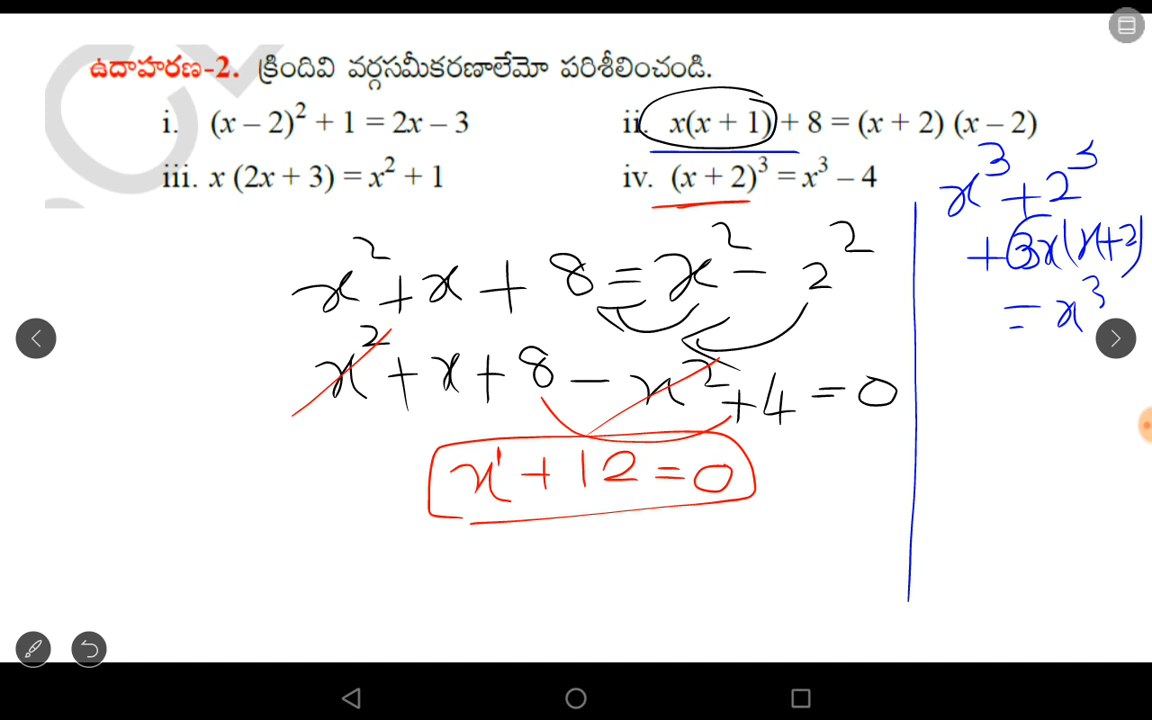 ఉదాహరణ-2. క్రిందివి వర్గసమీకరణాలేమో పరిశీలించండి.
i. (x – 2)² + 1 = 2x – 3 ii. x(x + 1) + 8 = (x + 2) (x – 2)
iii. x (2x + 3) = x² + 1 iv. (x + 2)³ = x³ – 4
x² + x + 8 = x² – 2²
x² + x + 8 – x² + 4 = 0
x¹ + 12 = 0
x³ + 2³
+ 3x(x+2)
= x³